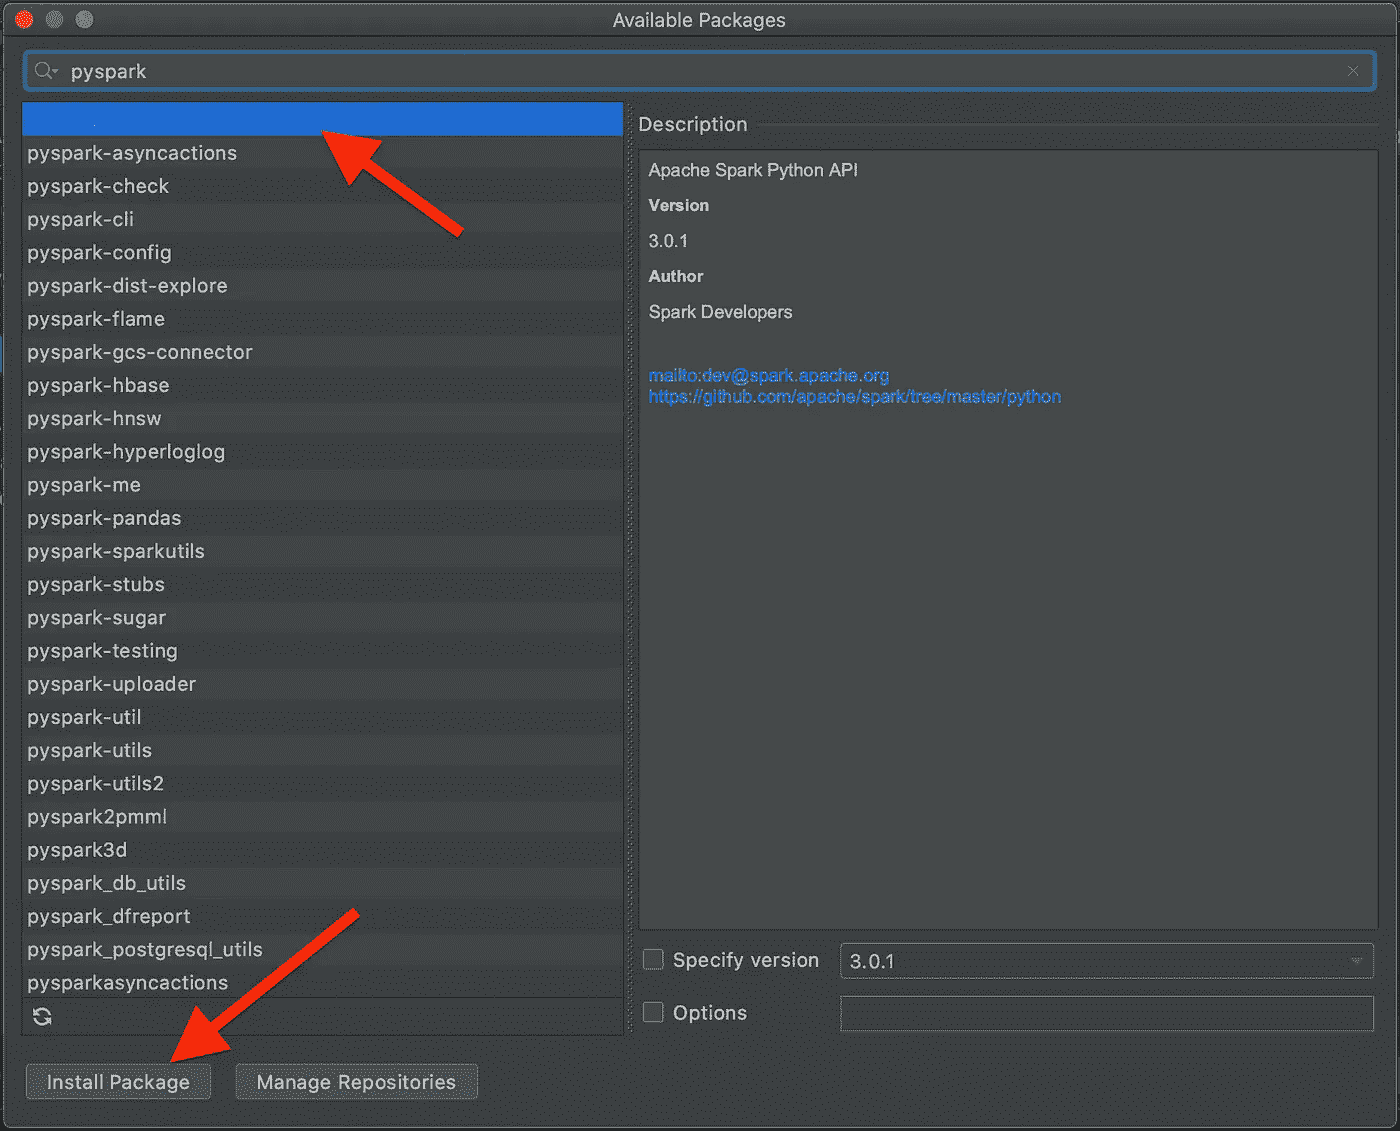 Available Packages
pyspark
pyspark-asyncactions
pyspark-check
pyspark-cli
pyspark-config
pyspark-dist-explore
pyspark-flame
pyspark-gcs-connector
pyspark-hbase
pyspark-hnsw
pyspark-hyperloglog
pyspark-me
pyspark-pandas
pyspark-sparkutils
pyspark-stubs
pyspark-sugar
pyspark-testing
pyspark-uploader
pyspark-util
pyspark-utils
pyspark-utils2
pyspark2pmml
pyspark3d
pyspark_db_utils
pyspark_dfreport
pyspark_postgresql_utils
pysparkasyncactions
Description
Apache Spark Python API
Version
3.0.1
Author
Spark Developers
mailto:dev@spark.apache.org
https://github.com/apache/spark/tree/master/python
Specify version
3.0.1
Options
Install Package
Manage Repositories